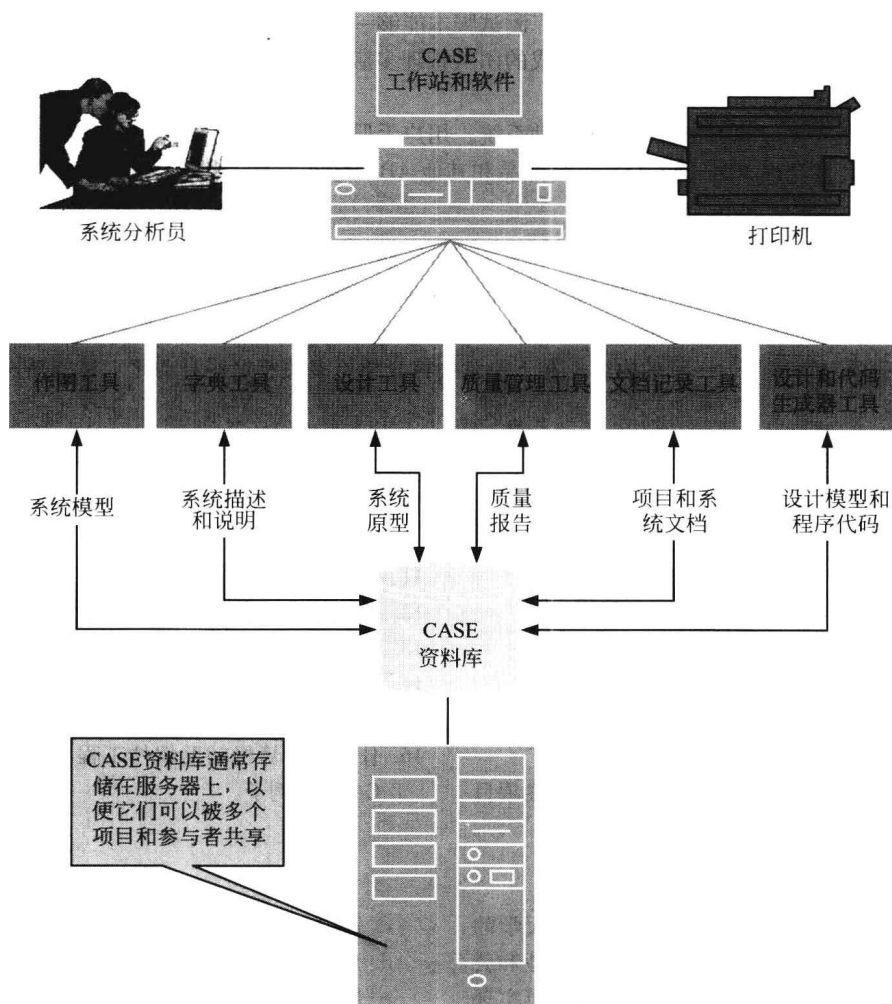 CASE
工作站和软件
系统分析员
打印机
作图工具
字典工具
设计工具
质量管理工具
文档记录工具
设计和代码
生成器工具
系统模型
系统描述
和说明
系统
原型
质量
报告
项目和系
统文档
设计模型和
程序代码
CASE
资料库
CASE资料库通常存
储在服务器上，以
便它们可以被多个
项目和参与者共享